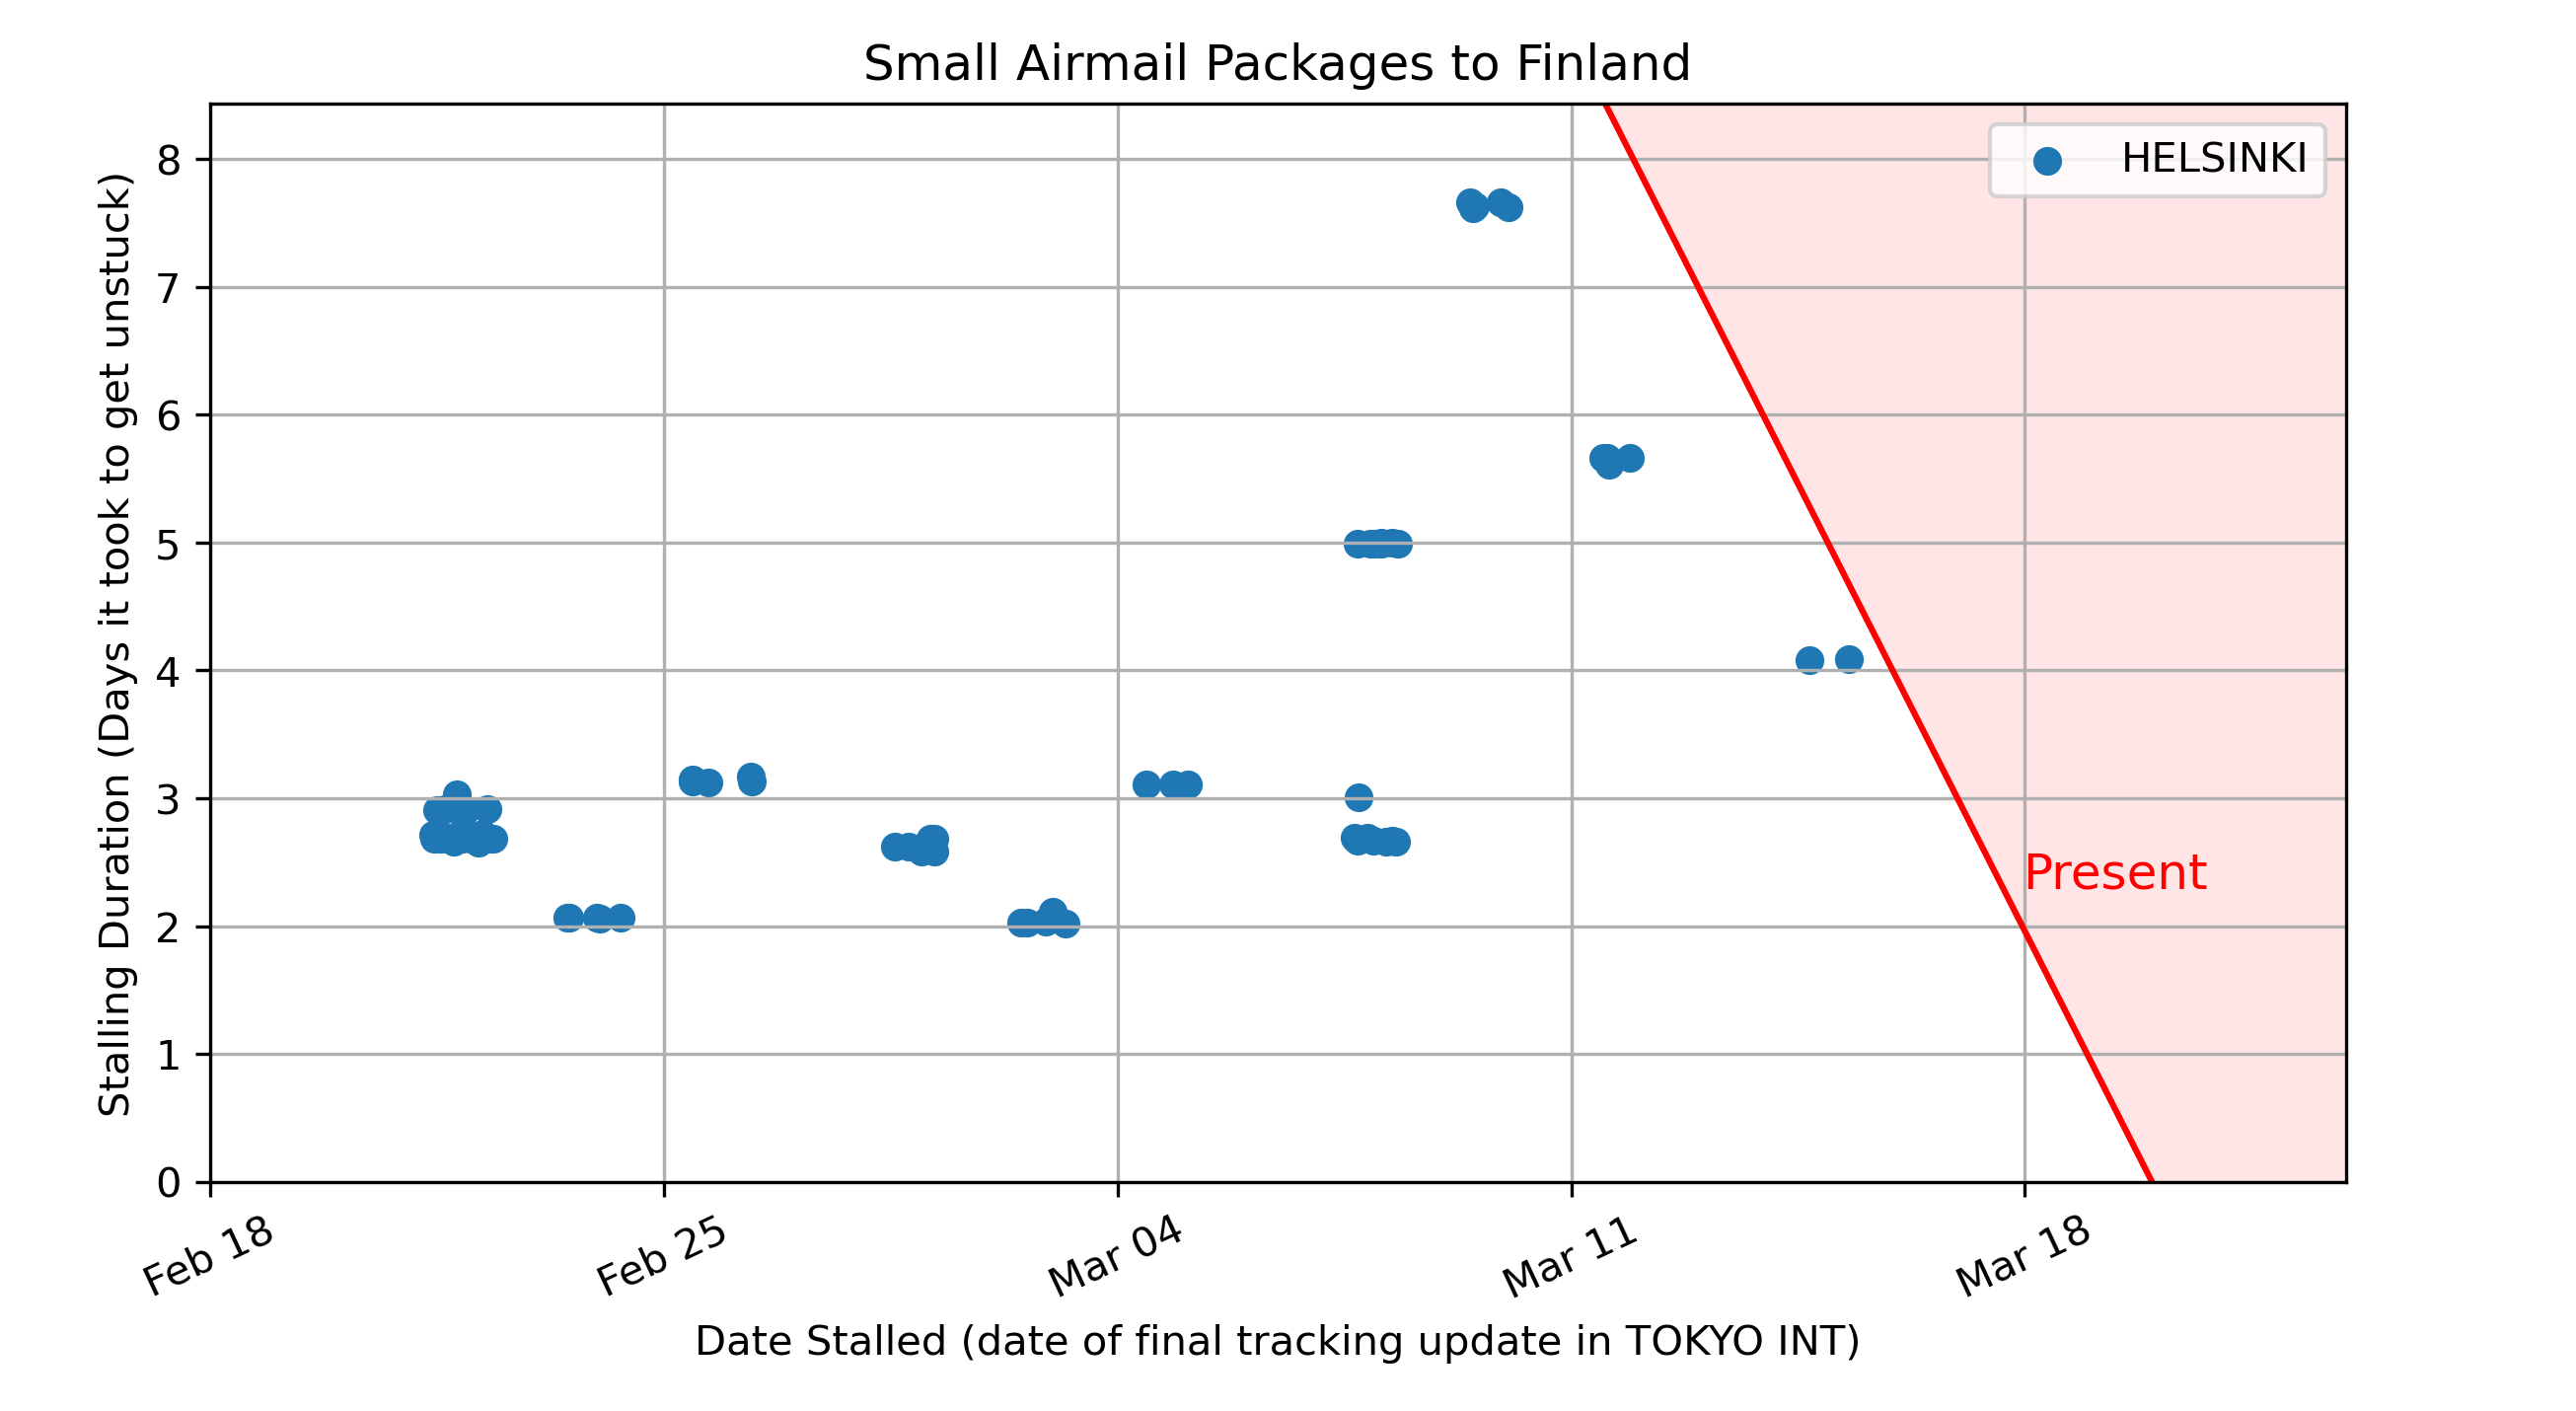 Small Airmail Packages to Finland
HELSINKI
Stalling Duration (Days it took to get unstuck)
8
7
6
5
4
3
2
1
0
Present
Feb 18
Feb 25
Mar 04
Mar 11
Mar 18
Date Stalled (date of final tracking update in TOKYO INT)